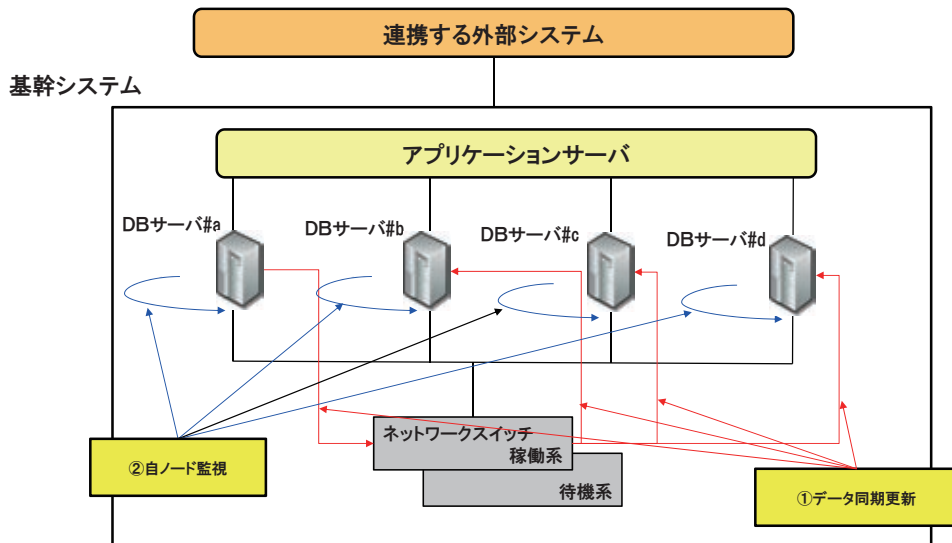 連携する外部システム
基幹システム
アプリケーションサーバ
DBサーバ#a
DBサーバ#b
DBサーバ#c
DBサーバ#d
ネットワークスイッチ
稼働系
待機系
②自ノード監視
①データ同期更新